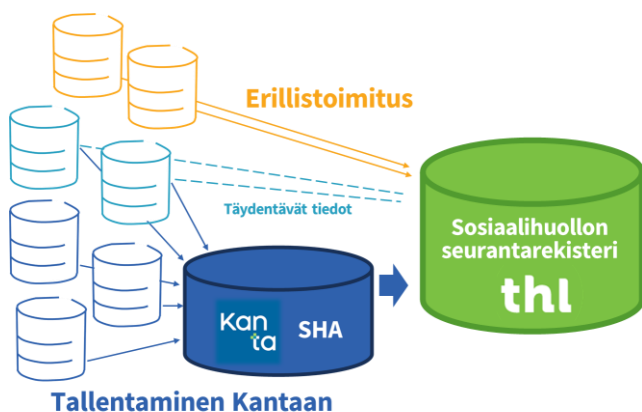 Erillistoimitus
Täydentävät tiedot
Sosiaalihuollon
seurantarekisteri
thl
Kan
ta
SHA
Tallentaminen Kantaan